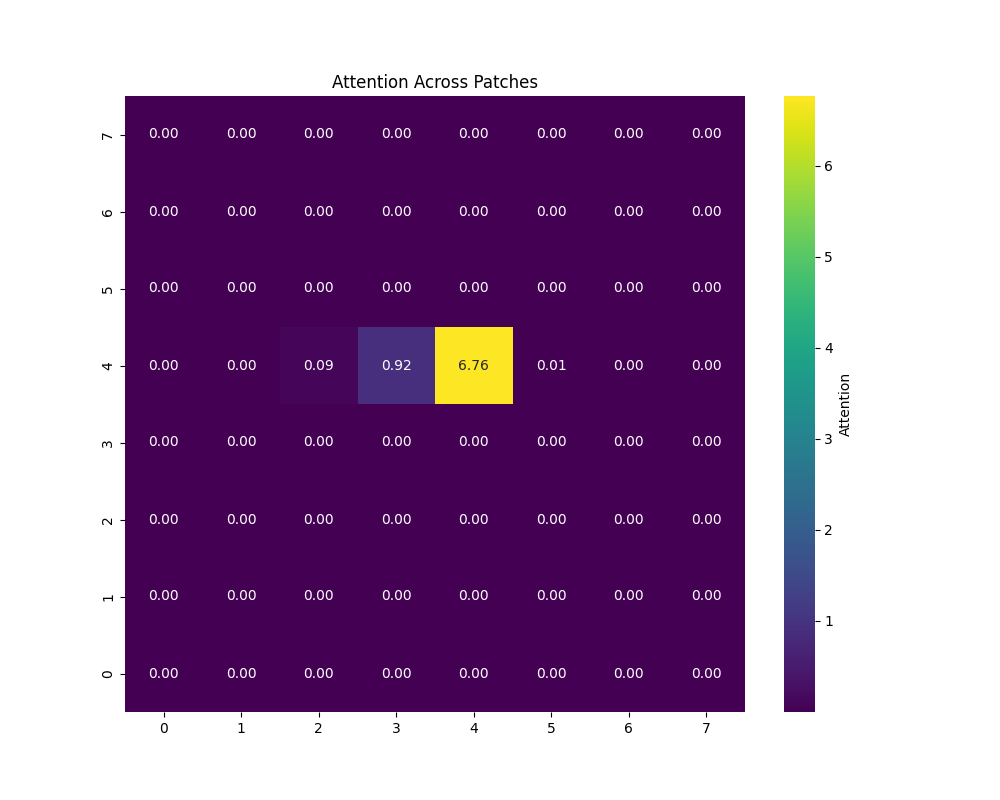 Attention Across Patches
7 0.00 0.00 0.00 0.00 0.00 0.00 0.00 0.00
6 0.00 0.00 0.00 0.00 0.00 0.00 0.00 0.00
5 0.00 0.00 0.00 0.00 0.00 0.00 0.00 0.00
4 0.00 0.00 0.09 0.92 6.76 0.01 0.00 0.00
3 0.00 0.00 0.00 0.00 0.00 0.00 0.00 0.00
2 0.00 0.00 0.00 0.00 0.00 0.00 0.00 0.00
1 0.00 0.00 0.00 0.00 0.00 0.00 0.00 0.00
0 0.00 0.00 0.00 0.00 0.00 0.00 0.00 0.00
0 1 2 3 4 5 6 7
6
5
4
3
2
1
Attention